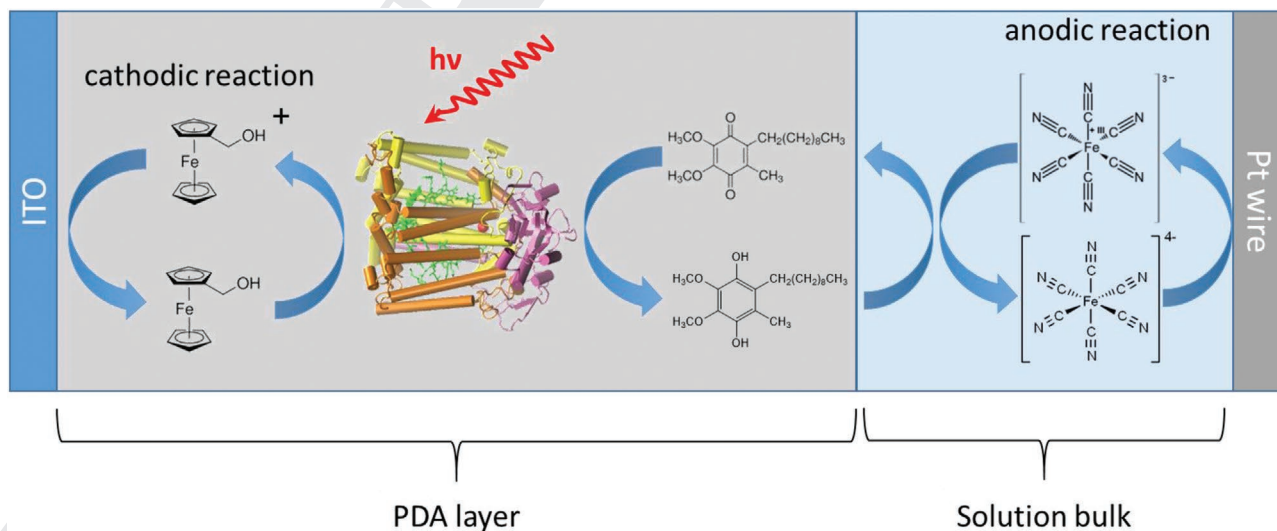 anodic reaction
cathodic reaction
hν
+
OH
Fe
OH
Fe
O
H₃CO
CH₂(CH₂)₈CH₃
H₃CO
CH₃
O
OH
H₃CO
CH₂(CH₂)₈CH₃
H₃CO
CH₃
OH
3−
N
C
N
C
C
N
+ III
Fe
N
C
C
N
C
N
4-
N
C
N
C
C
N
Fe
N
C
C
N
C
N
ITO
Pt wire
PDA layer
Solution bulk